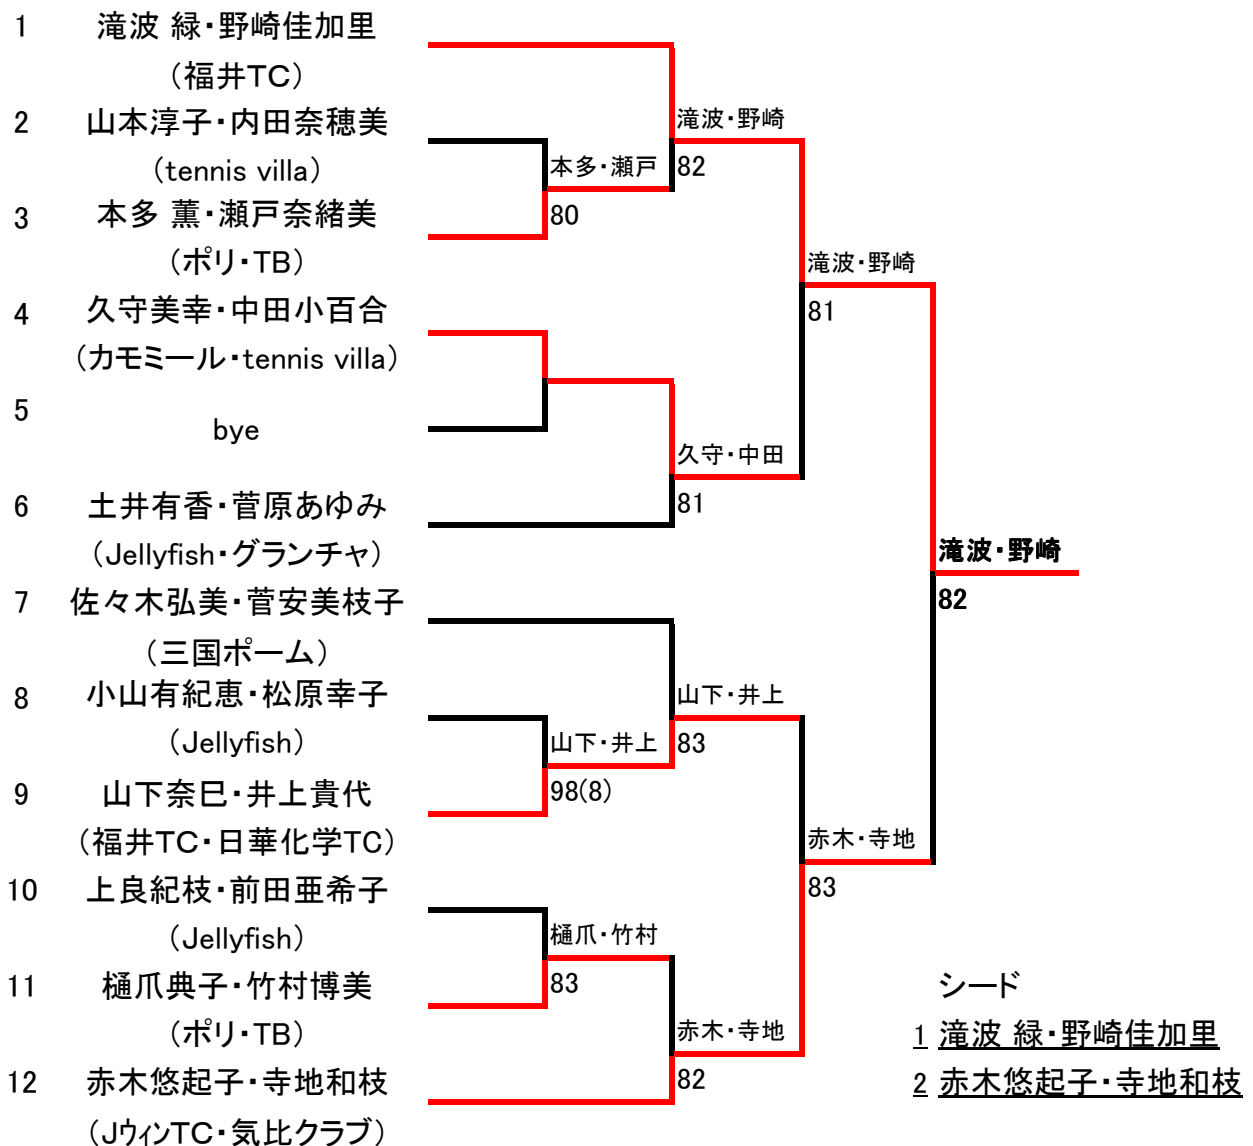 1 滝波 緑・野崎佳加里
(福井TC)
2 山本淳子・内田奈穂美
(tennis villa)
3 本多 薫・瀬戸奈緒美
(ポリ・TB)
4 久守美幸・中田小百合
(カモミール・tennis villa)
5 bye
6 土井有香・菅原あゆみ
(Jellyfish・グランチャ)
7 佐々木弘美・菅安美枝子
(三国ポーム)
8 小山有紀恵・松原幸子
(Jellyfish)
9 山下奈巳・井上貴代
(福井TC・日華化学TC)
10 上良紀枝・前田亜希子
(Jellyfish)
11 樋爪典子・竹村博美
(ポリ・TB)
12 赤木悠起子・寺地和枝
(JウィンTC・気比クラブ)
本多・瀬戸
80
山下・井上
98(8)
樋爪・竹村
83
滝波・野崎
82
久守・中田
81
山下・井上
83
赤木・寺地
82
滝波・野崎
81
赤木・寺地
83
滝波・野崎
82
シード
1 滝波 緑・野崎佳加里
2 赤木悠起子・寺地和枝